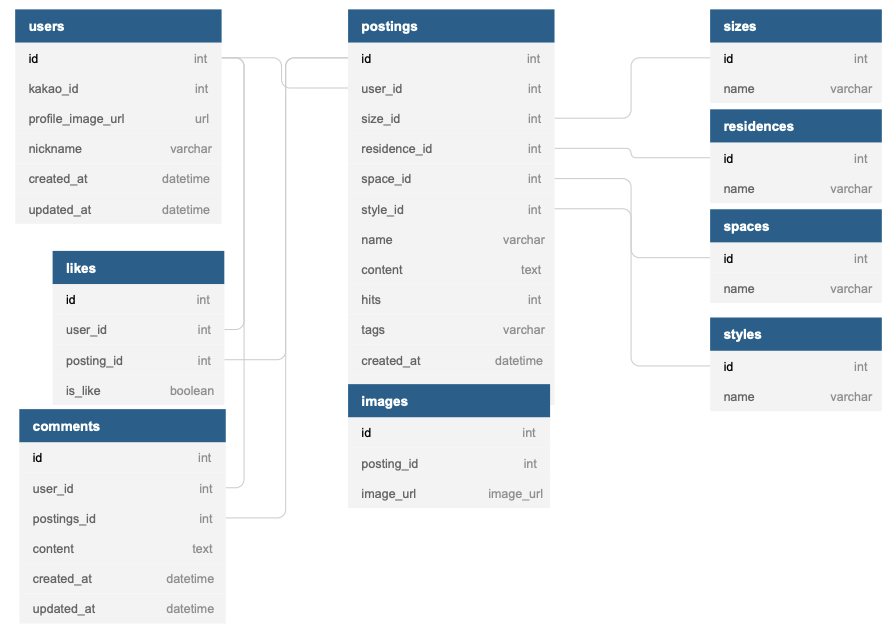 users
id int
kakao_id int
profile_image_url url
nickname varchar
created_at datetime
updated_at datetime
likes
id int
user_id int
posting_id int
is_like boolean
comments
id int
user_id int
postings_id int
content text
created_at datetime
updated_at datetime
postings
id int
user_id int
size_id int
residence_id int
space_id int
style_id int
name varchar
content text
hits int
tags varchar
created_at datetime
images
id int
posting_id int
image_url image_url
sizes
id int
name varchar
residences
id int
name varchar
spaces
id int
name varchar
styles
id int
name varchar